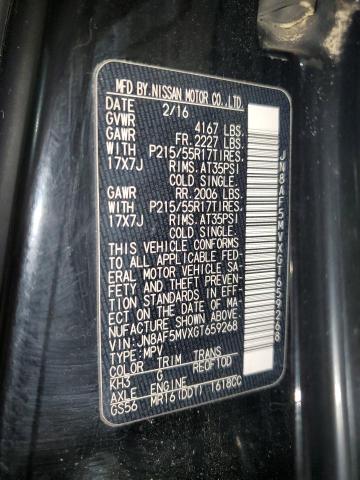 MFD BY.NISSAN MOTOR CO.,LTD.
DATE 2/16
GVWR 4167 LBS.
GAWR FR.2227 LBS.
WITH P215/55R17TIRES.
17X7J RIMS.AT35PSI
COLD SINGLE.
GAWR RR.2006 LBS.
WITH P215/55R17TIRES.
17X7J RIMS.AT35PSI
COLD SINGLE.
THIS VEHICLE CONFORMS
TO ALL APPLICABLE FED-
ERAL MOTOR VEHICLE SA-
FETY AND THEFT PREVENTION
STANDARDS IN EFFECT
ON THE DATE OF MA-
NUFACTURE SHOWN ABOVE.
VIN: JN8AF5MVXGT659268
TYPE:MPV
COLOR TRIM TRANS
KH3 G RE0F10D
AXLE ENGINE
GS56 MR16(DDT) 1618CC
JN8AF5MVXGT659268